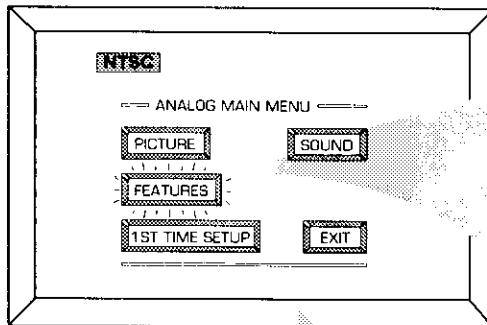 NTSC
ANALOG MAIN MENU
PICTURE SOUND
FEATURES
1ST TIME SETUP EXIT